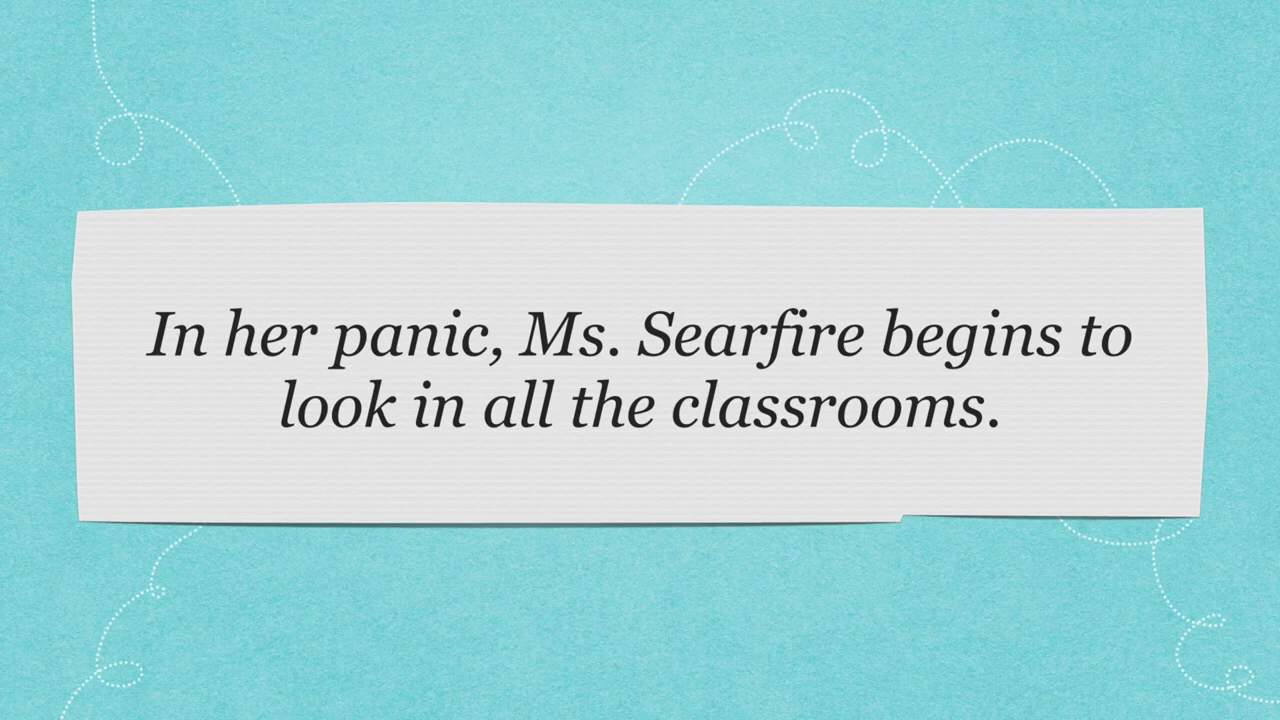 In her panic, Ms. Searfire begins to
look in all the classrooms.